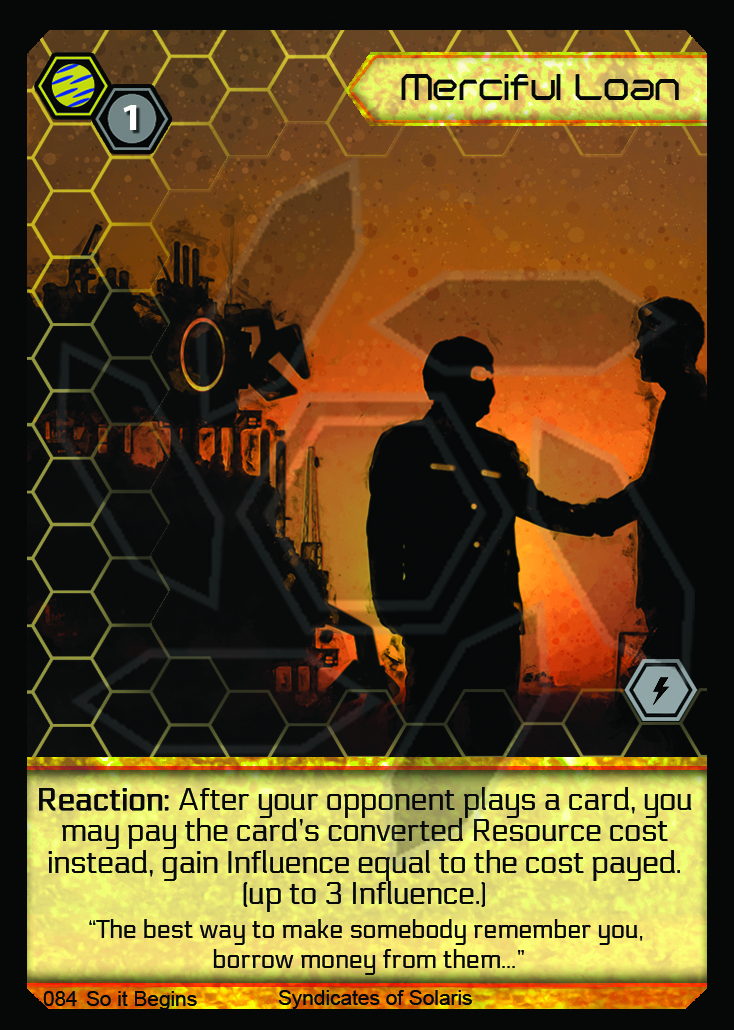 Merciful Loan
1
Reaction: After your opponent plays a card, you
may pay the card's converted Resource cost
instead, gain Influence equal to the cost payed.
(up to 3 Influence.)
“The best way to make somebody remember you,
borrow money from them...”
084 So it Begins Syndicates of Solaris